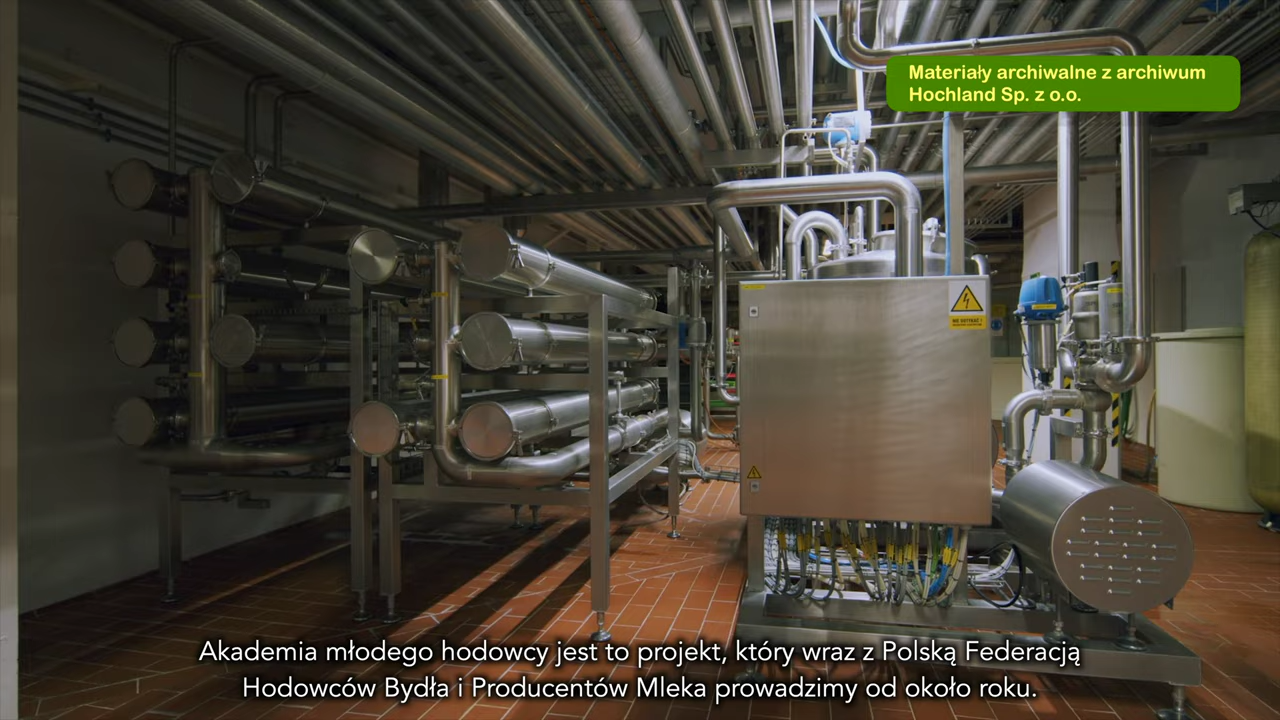 Materiały archiwalne z archiwum
Hochland Sp. z o.o.
Akademia młodego hodowcy jest to projekt, który wraz z Polską Federacją
Hodowców Bydła i Producentów Mleka prowadzimy od około roku.